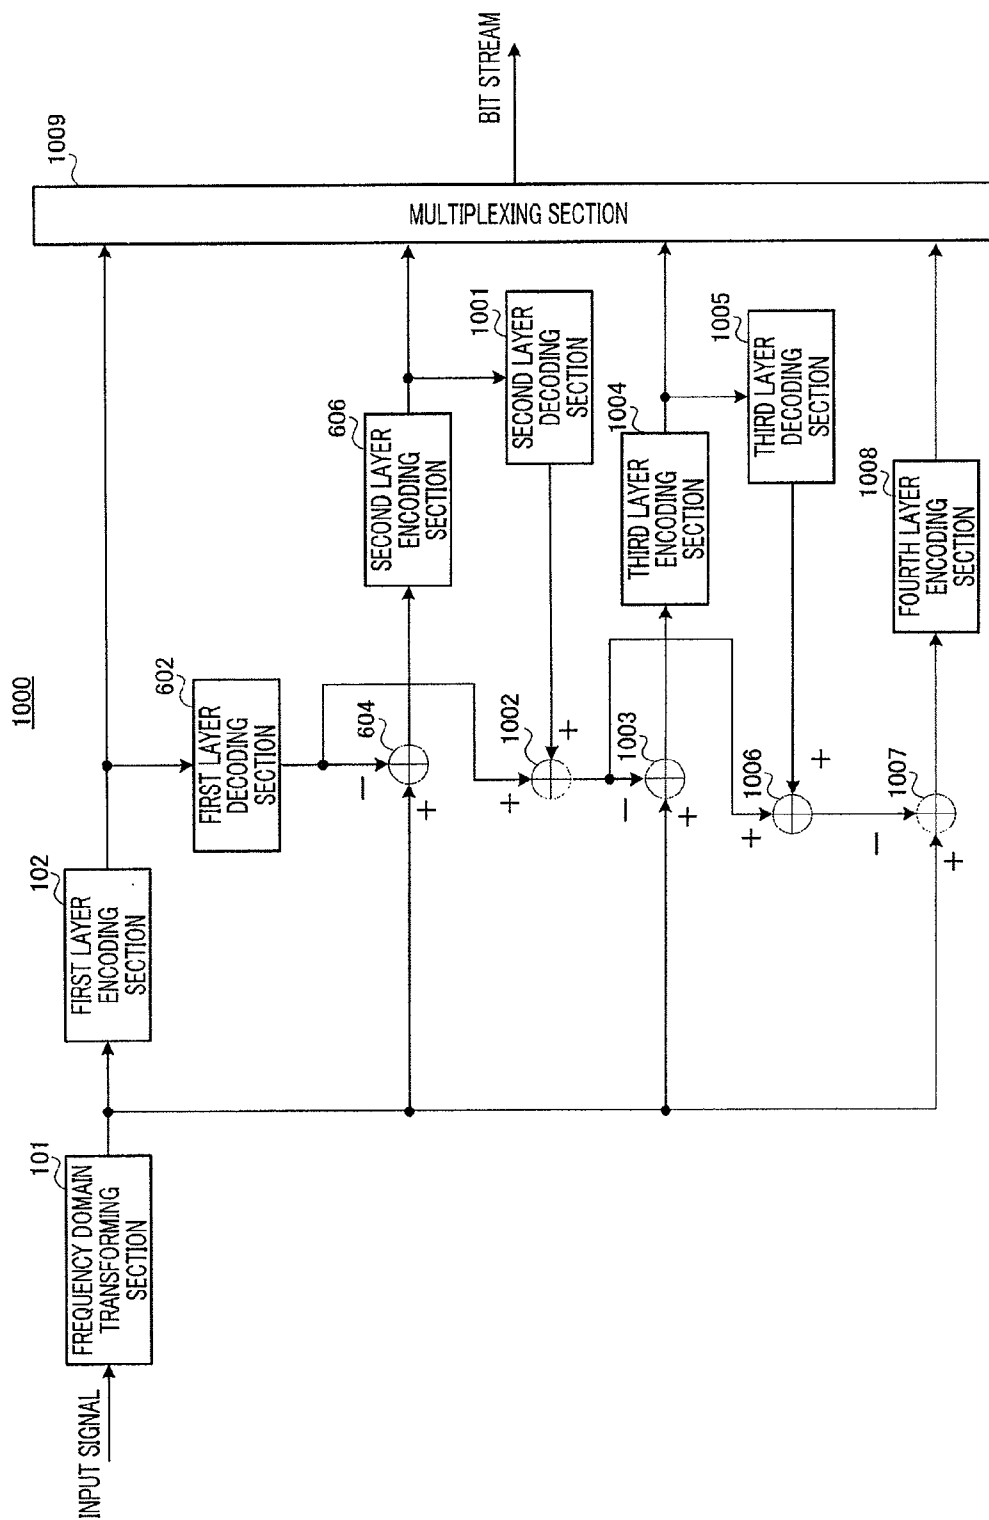 1000
INPUT SIGNAL
101
FREQUENCY DOMAIN
TRANSFORMING
SECTION
102
FIRST LAYER
ENCODING
SECTION
602
FIRST LAYER
DECODING
SECTION
604
−
+
606
SECOND LAYER
ENCODING
SECTION
1001
SECOND LAYER
DECODING
SECTION
1002
+
+
1003
−
+
1004
THIRD LAYER
ENCODING
SECTION
1005
THIRD LAYER
DECODING
SECTION
1006
+
+
1007
−
+
1008
FOURTH LAYER
ENCODING
SECTION
1009
MULTIPLEXING SECTION
BIT STREAM